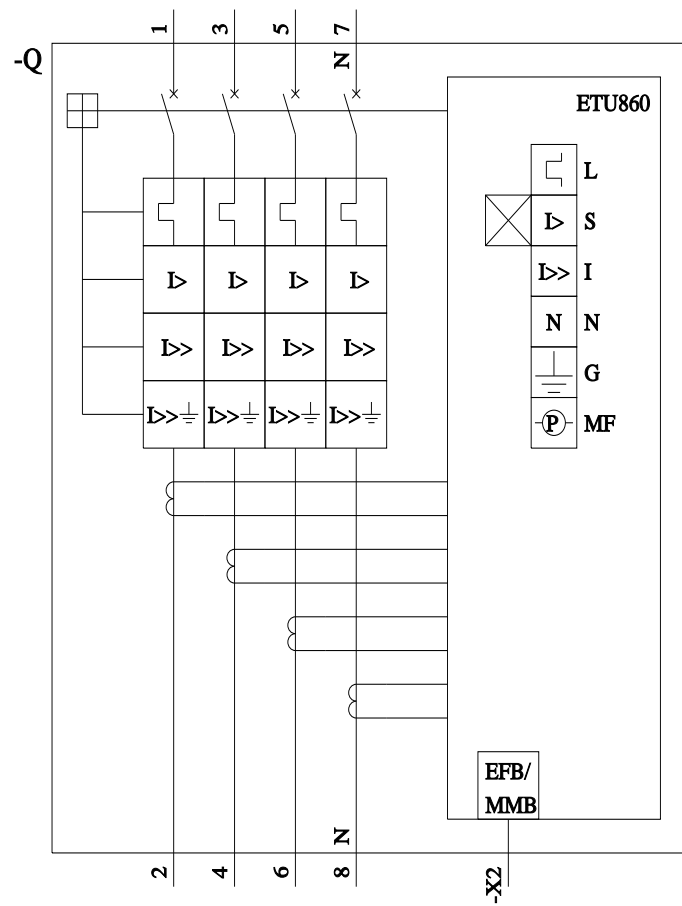 1 3 5 7
-Q
N
ETU860
L
I> I> I> I>
I> S
I>> I
I>> I>> I>> I>>
N N
G
I>> I>> I>> I>>
P MF
EFB/
MMB
N
2 4 6 8
-X2